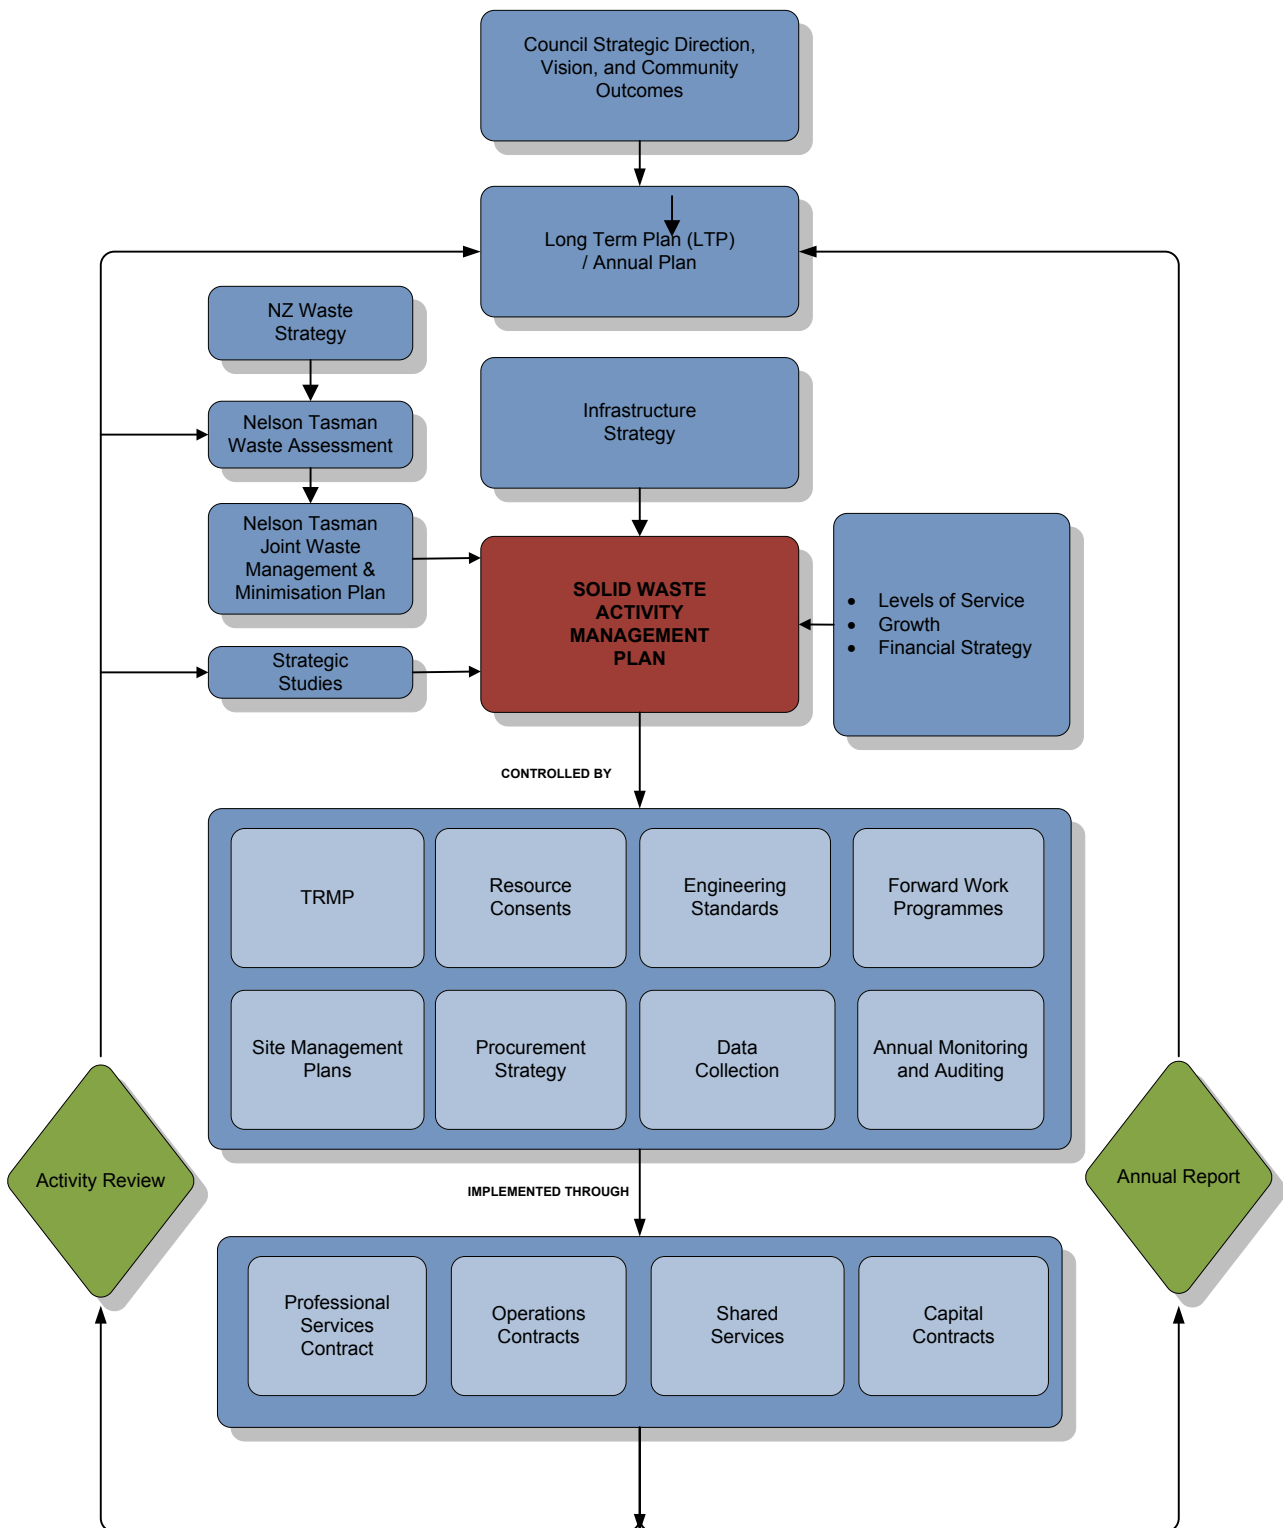 Council Strategic Direction,
Vision, and Community
Outcomes
Long Term Plan (LTP)
/ Annual Plan
NZ Waste
Strategy
Nelson Tasman
Waste Assessment
Infrastructure
Strategy
Nelson Tasman
Joint Waste
Management &
Minimisation Plan
SOLID WASTE
ACTIVITY
MANAGEMENT
PLAN
• Levels of Service
• Growth
• Financial Strategy
Strategic
Studies
CONTROLLED BY
TRMP
Resource
Consents
Engineering
Standards
Forward Work
Programmes
Site Management
Plans
Procurement
Strategy
Data
Collection
Annual Monitoring
and Auditing
Activity Review
Annual Report
IMPLEMENTED THROUGH
Professional
Services
Contract
Operations
Contracts
Shared
Services
Capital
Contracts